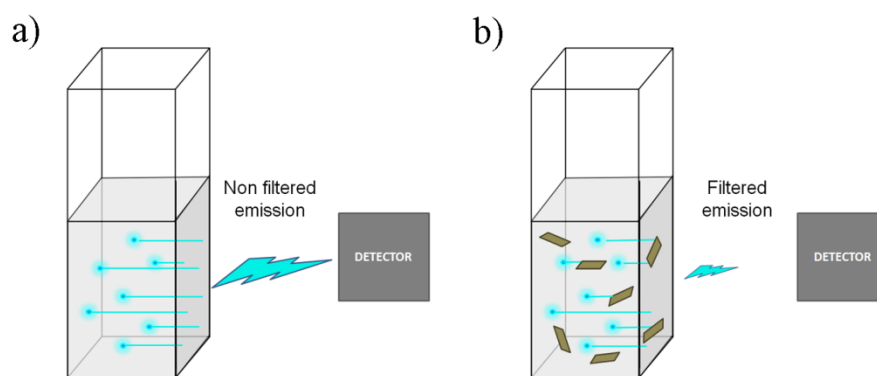 a)
Non filtered
emission
DETECTOR
b)
Filtered
emission
DETECTOR